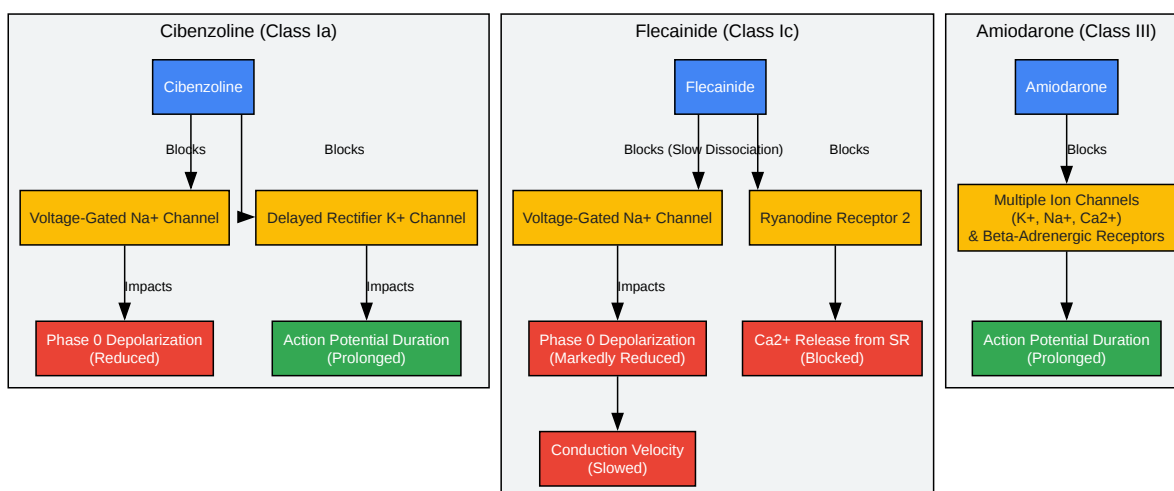 Cibenzoline (Class Ia)
Cibenzoline
Blocks
Blocks
Voltage-Gated Na+ Channel
Delayed Rectifier K+ Channel
Impacts
Phase 0 Depolarization
(Reduced)
Action Potential Duration
(Prolonged)
Flecainide (Class Ic)
Flecainide
Blocks (Slow Dissociation)
Blocks
Voltage-Gated Na+ Channel
Ryanodine Receptor 2
Impacts
Phase 0 Depolarization
(Markedly Reduced)
Ca2+ Release from SR
(Blocked)
Conduction Velocity
(Slowed)
Amiodarone (Class III)
Amiodarone
Blocks
Multiple Ion Channels
(K+, Na+, Ca2+)
& Beta-Adrenergic Receptors
Action Potential Duration
(Prolonged)